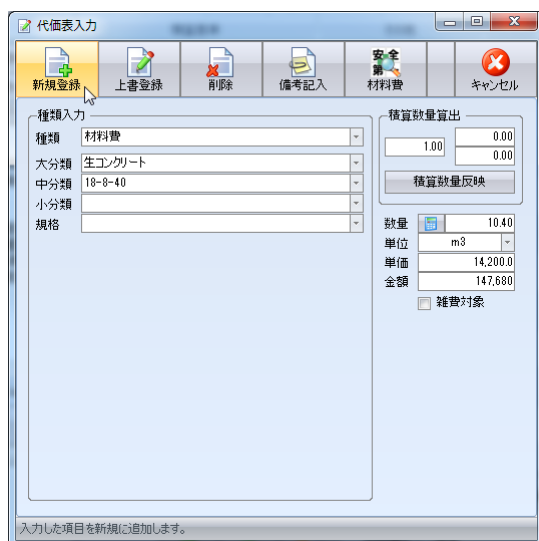 代価表入力
新規登録
上書登録
削除
備考記入
安全
第一
材料費
キャンセル
種類入力
種類 材料費
大分類 生コンクリート
中分類 18-8-40
小分類
規格
積算数量算出
1.00
0.00
0.00
積算数量反映
数量 10.40
単位 m3
単価 14,200.0
金額 147,680
雑費対象
入力した項目を新規に追加します。